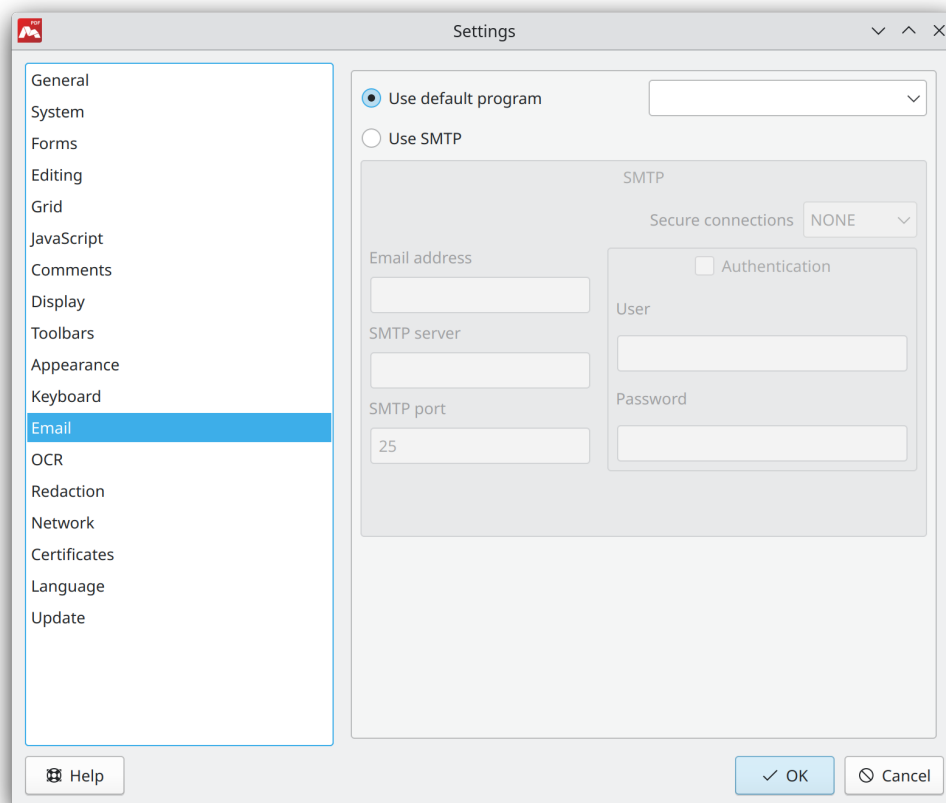 PDF
Settings
General
System
Forms
Editing
Grid
JavaScript
Comments
Display
Toolbars
Appearance
Keyboard
Email
OCR
Redaction
Network
Certificates
Language
Update
Use default program
Use SMTP
SMTP
Secure connections NONE
Email address
SMTP server
SMTP port
25
Authentication
User
Password
Help
OK
Cancel